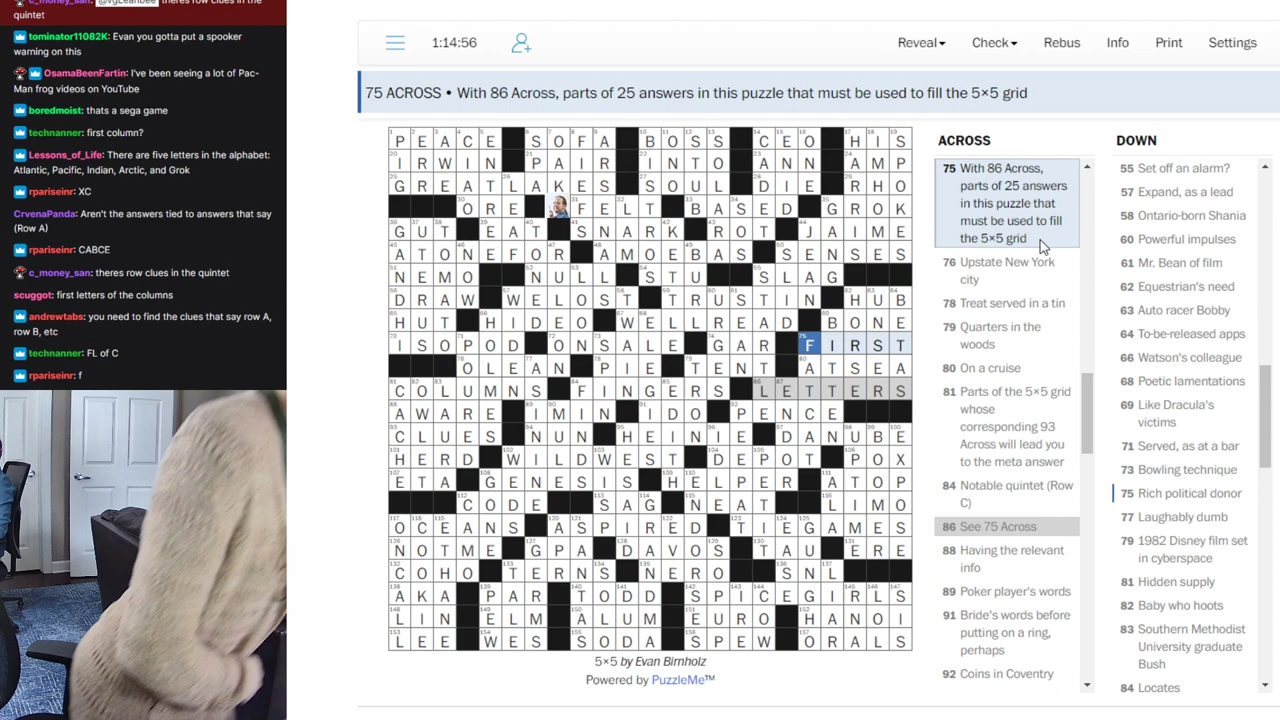 c_money_san: @vgLeanbee theres row clues in the
quintet
tominator11082K: Evan you gotta put a spooker
warning on this
OsamaBeenFartin: I've been seeing a lot of Pac-
Man frog videos on YouTube
boredmoist: thats a sega game
technanner: first column?
Lessons_of_Life: There are five letters in the alphabet:
Atlantic, Pacific, Indian, Arctic, and Grok
rpariseinr: XC
CrvenaPanda: Aren't the answers tied to answers that say
(Row A)
rpariseinr: CABCE
c_money_san: theres row clues in the quintet
scuggot: first letters of the columns
andrewtabs: you need to find the clues that say row A,
row B, etc
technanner: FL of C
rpariseinr: f
1:14:56
Reveal
Check
Rebus
Info
Print
Settings
75 ACROSS • With 86 Across, parts of 25 answers in this puzzle that must be used to fill the 5×5 grid
PEACE SOFA BOSS CEO HIS
IRWIN PAIR INTO ANN AMP
GREATLAKES SOUL DIE RHO
ORE FELT BASED GROK
GUT EAT SNARK ROT JAIME
ATONEFOR AMOEBAS SENSES
NEMO NULL STU SLAG
DRAW WELOST TRUSTIN HUB
HUT HIDEO WELLREAD BONE
ISOPOD ONSALE GAR FIRST
OLEAN PIE TENT ATSEA
COLUMNS FINGERS LETTERS
AWARE IMIN IDO PENCE
CLUES NUN HEINIE DANUBE
HERD WILDWEST DEPOT POX
ETA GENESIS HELPER ATOP
CODE SAG NEAT LIMO
OCEANS ASPIRED TIEGAMES
NOTME GPA DAVOS TAU ERE
COHO TERNS NERO SNL
AKA PAR TODD SPICEGIRLS
LIN ELM ALUM EURO HANOI
LEE WES SODA SPEW ORALS
5×5 by Evan Birnholz
Powered by PuzzleMe™
ACROSS
75 With 86 Across,
parts of 25 answers
in this puzzle that
must be used to fill
the 5×5 grid
76 Upstate New York
city
78 Treat served in a tin
79 Quarters in the
woods
80 On a cruise
81 Parts of the 5×5 grid
whose
corresponding 93
Across will lead you
to the meta answer
84 Notable quintet (Row
C)
86 See 75 Across
88 Having the relevant
info
89 Poker player's words
91 Bride's words before
putting on a ring,
perhaps
92 Coins in Coventry
DOWN
55 Set off an alarm?
57 Expand, as a lead
58 Ontario-born Shania
60 Powerful impulses
61 Mr. Bean of film
62 Equestrian's need
63 Auto racer Bobby
64 To-be-released apps
66 Watson's colleague
68 Poetic lamentations
69 Like Dracula's
victims
71 Served, as at a bar
73 Bowling technique
75 Rich political donor
77 Laughably dumb
79 1982 Disney film set
in cyberspace
81 Hidden supply
82 Baby who hoots
83 Southern Methodist
University graduate
Bush
84 Locates